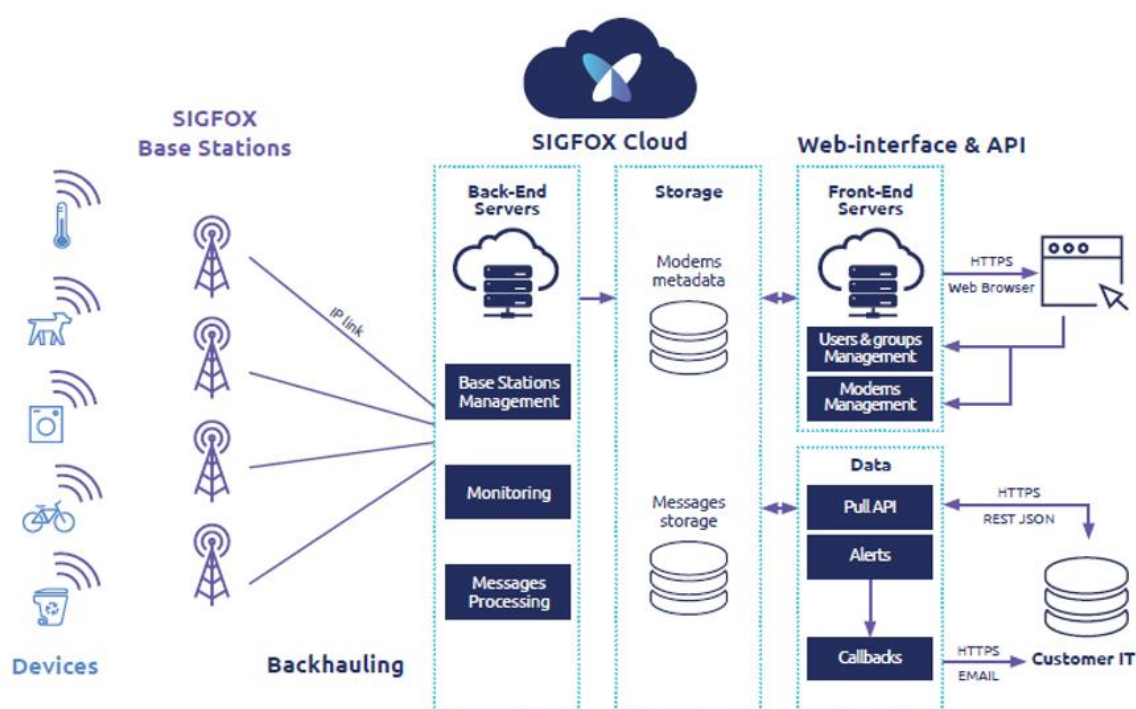 SIGFOX
Base Stations
SIGFOX Cloud
Web-interface & API
Back-End
Servers
Storage
Front-End
Servers
Modems
metadata
HTTPS
Web Browser
IP link
Users & groups
Management
Base Stations
Management
Modems
Management
Data
Monitoring
Messages
storage
Pull API
HTTPS
REST JSON
Alerts
Messages
Processing
Callbacks
HTTPS
EMAIL
Customer IT
Devices
Backhauling